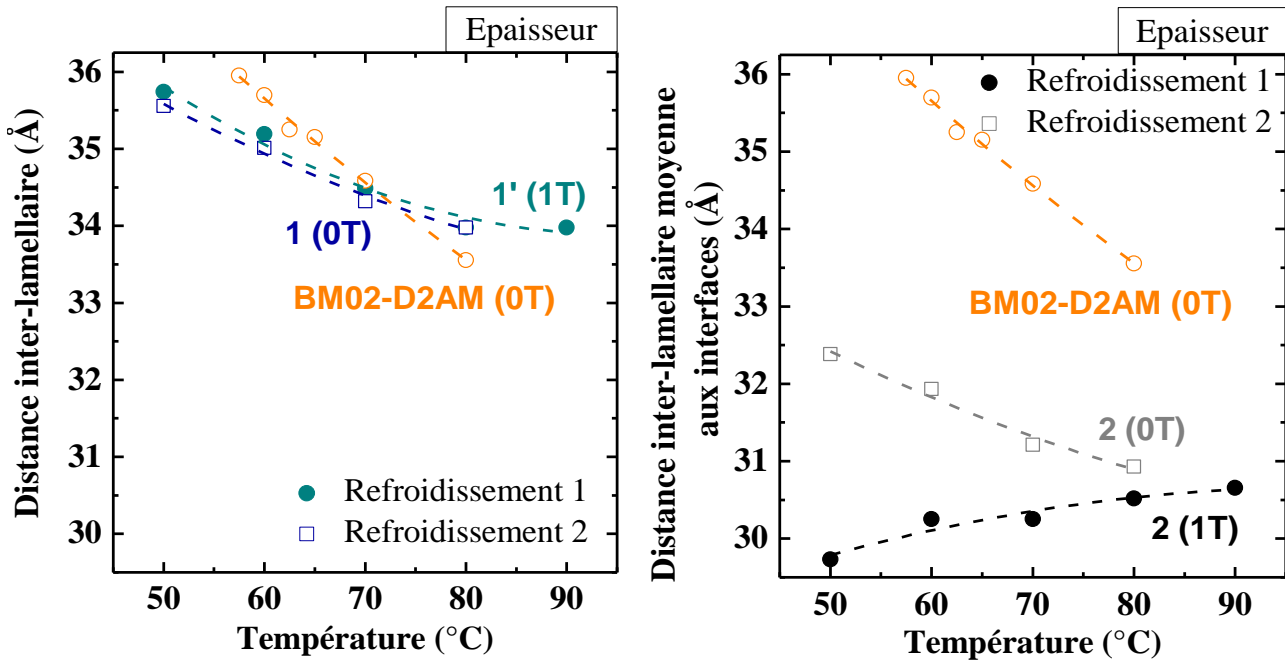 Epaisseur
36
35
34
33
32
31
30
Distance inter-lamellaire (Å)
1' (1T)
1 (0T)
BM02-D2AM (0T)
Refroidissement 1
Refroidissement 2
50 60 70 80 90
Température (°C)
Epaisseur
36
35
34
33
32
31
30
Distance inter-lamellaire moyenne
aux interfaces (Å)
Refroidissement 1
Refroidissement 2
BM02-D2AM (0T)
2 (0T)
2 (1T)
50 60 70 80 90
Température (°C)